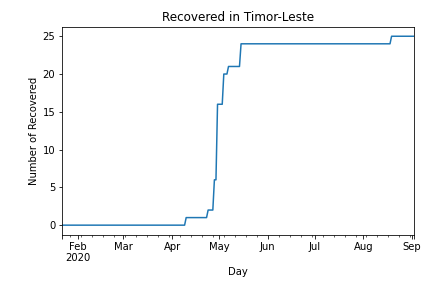 Recovered in Timor-Leste
Number of Recovered
25
20
15
10
5
0
Feb Mar Apr May Jun Jul Aug Sep
2020
Day